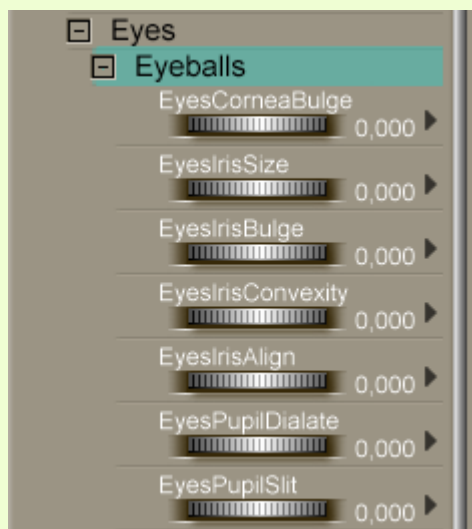 Eyes
Eyeballs
EyesCorneaBulge
0,000
EyesIrisSize
0,000
EyesIrisBulge
0,000
EyesIrisConvexity
0,000
EyesIrisAlign
0,000
EyesPupilDialate
0,000
EyesPupilSlit
0,000